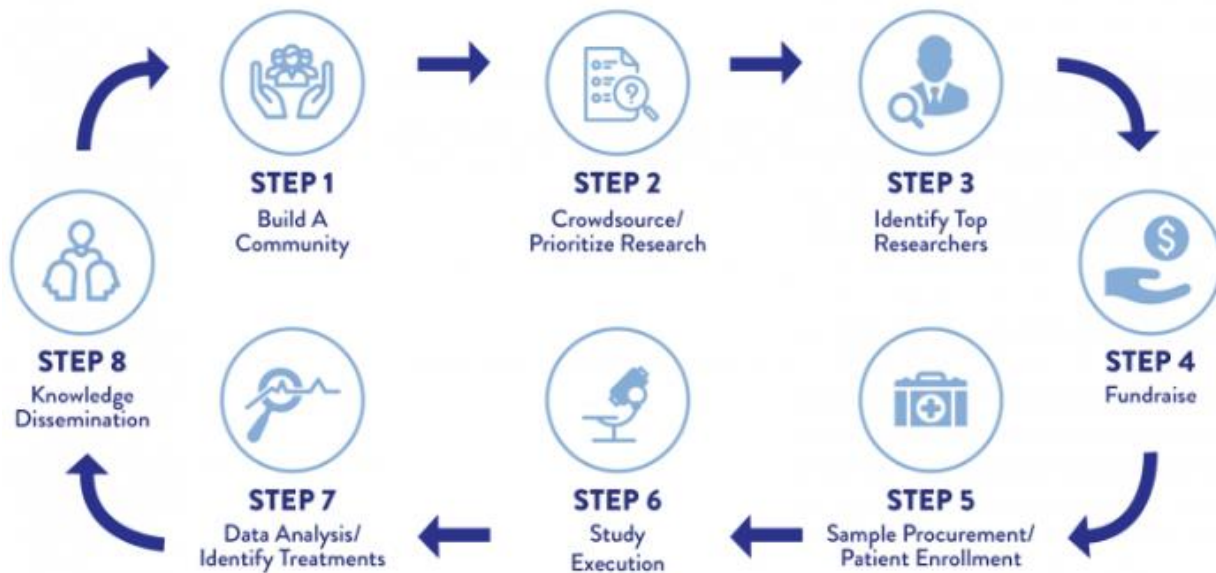 STEP 1
Build A
Community
STEP 2
Crowdsource/
Prioritize Research
STEP 3
Identify Top
Researchers
STEP 4
Fundraise
STEP 5
Sample Procurement/
Patient Enrollment
STEP 6
Study
Execution
STEP 7
Data Analysis/
Identify Treatments
STEP 8
Knowledge
Dissemination